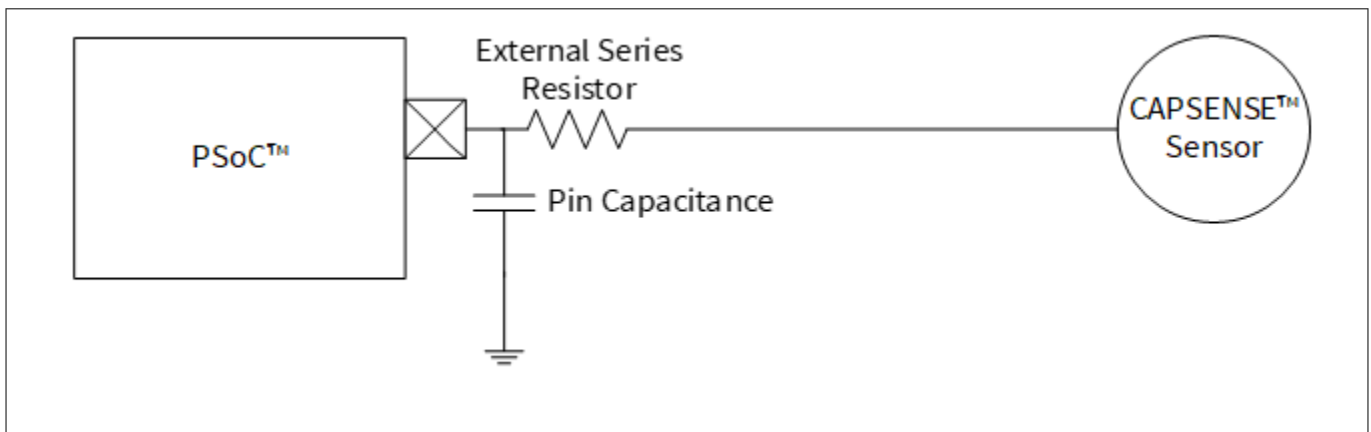 External Series
Resistor
PSoC™
CAPSENSE™
Sensor
Pin Capacitance